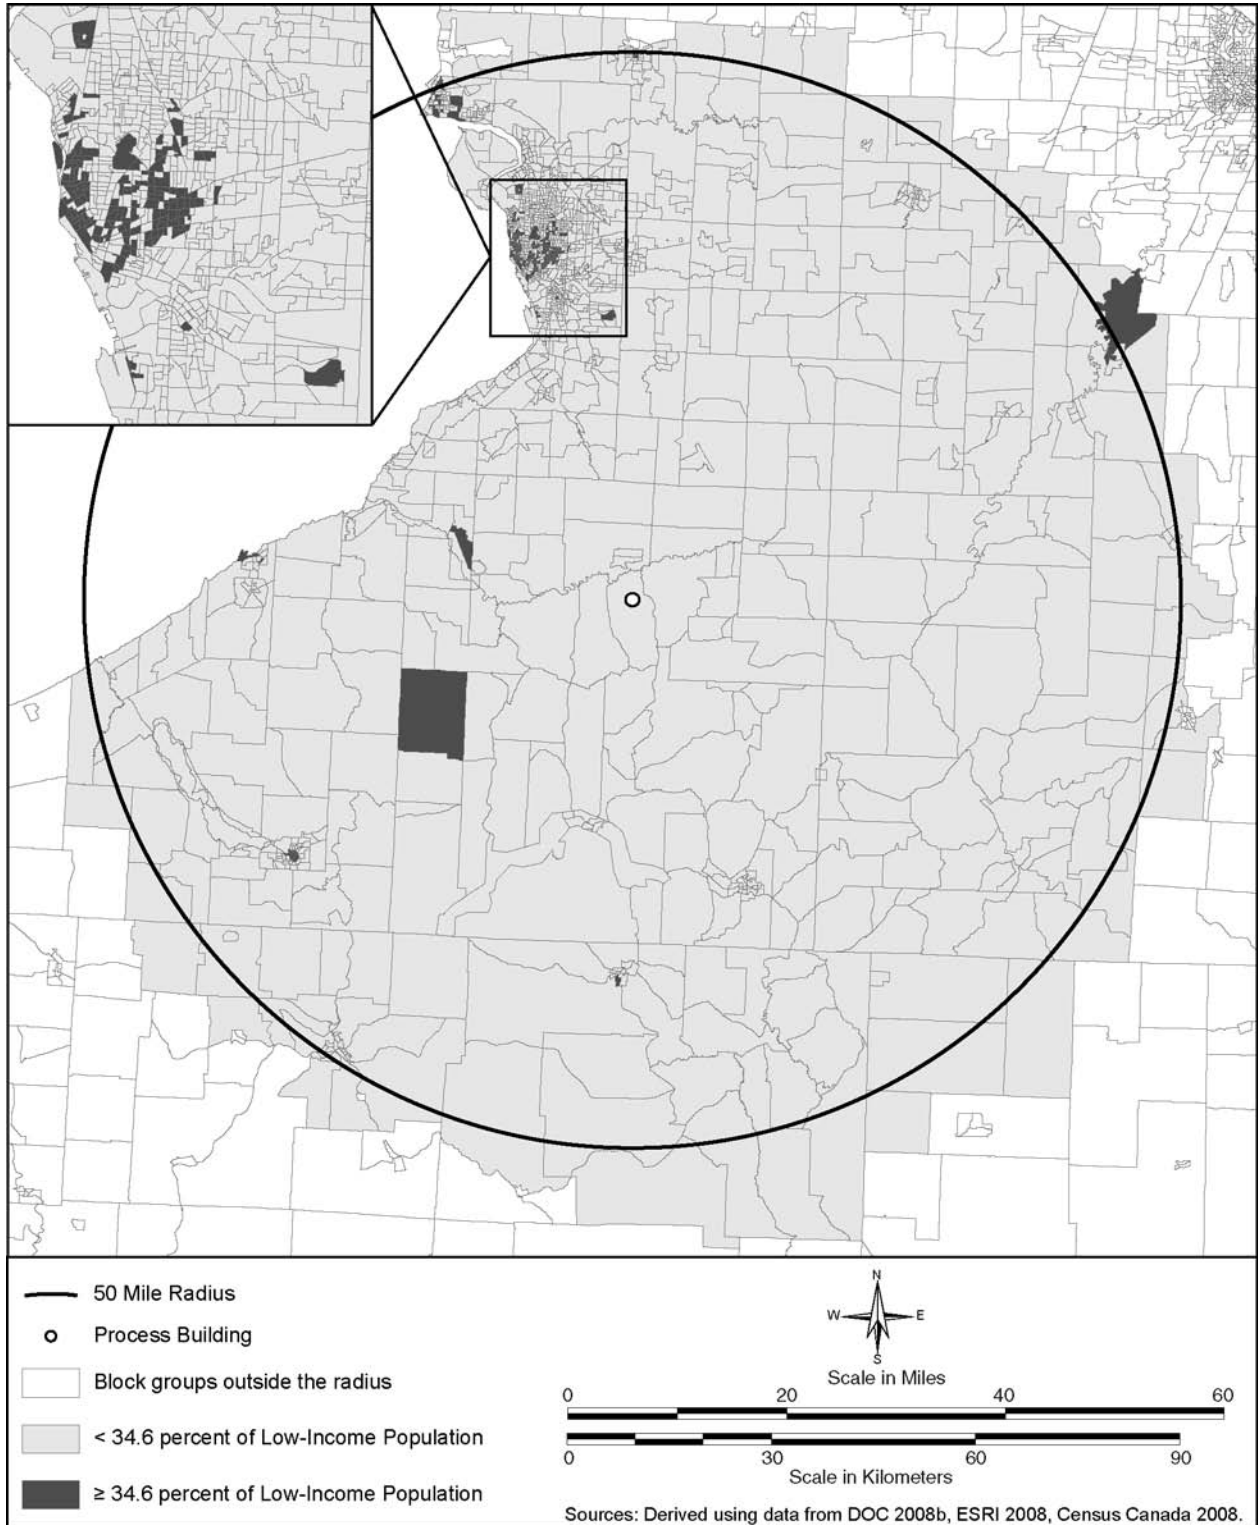 50 Mile Radius
Process Building
Block groups outside the radius
< 34.6 percent of Low-Income Population
≥ 34.6 percent of Low-Income Population
N
W E
S
Scale in Miles
0 20 40 60
0 30 60 90
Scale in Kilometers
Sources: Derived using data from DOC 2008b, ESRI 2008, Census Canada 2008.